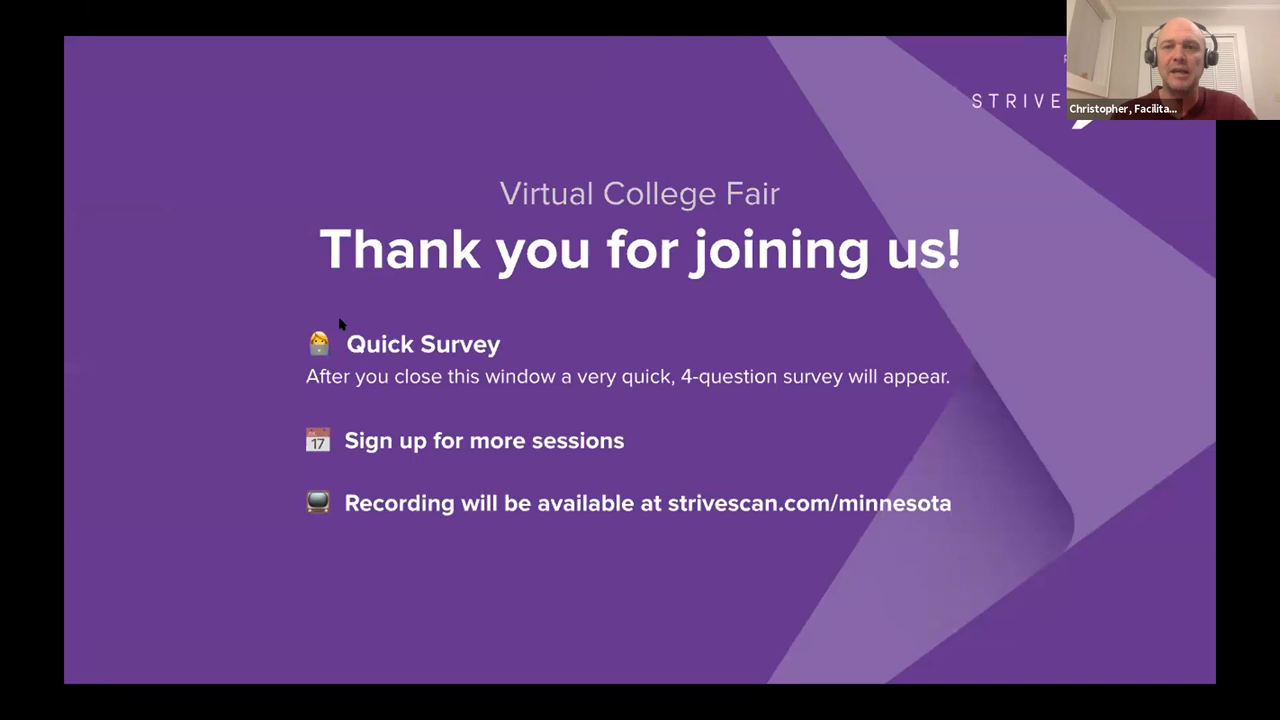 STRIVE
Christopher, Facilita...
Virtual College Fair
Thank you for joining us!
Quick Survey
After you close this window a very quick, 4-question survey will appear.
17
Sign up for more sessions
Recording will be available at strivescan.com/minnesota